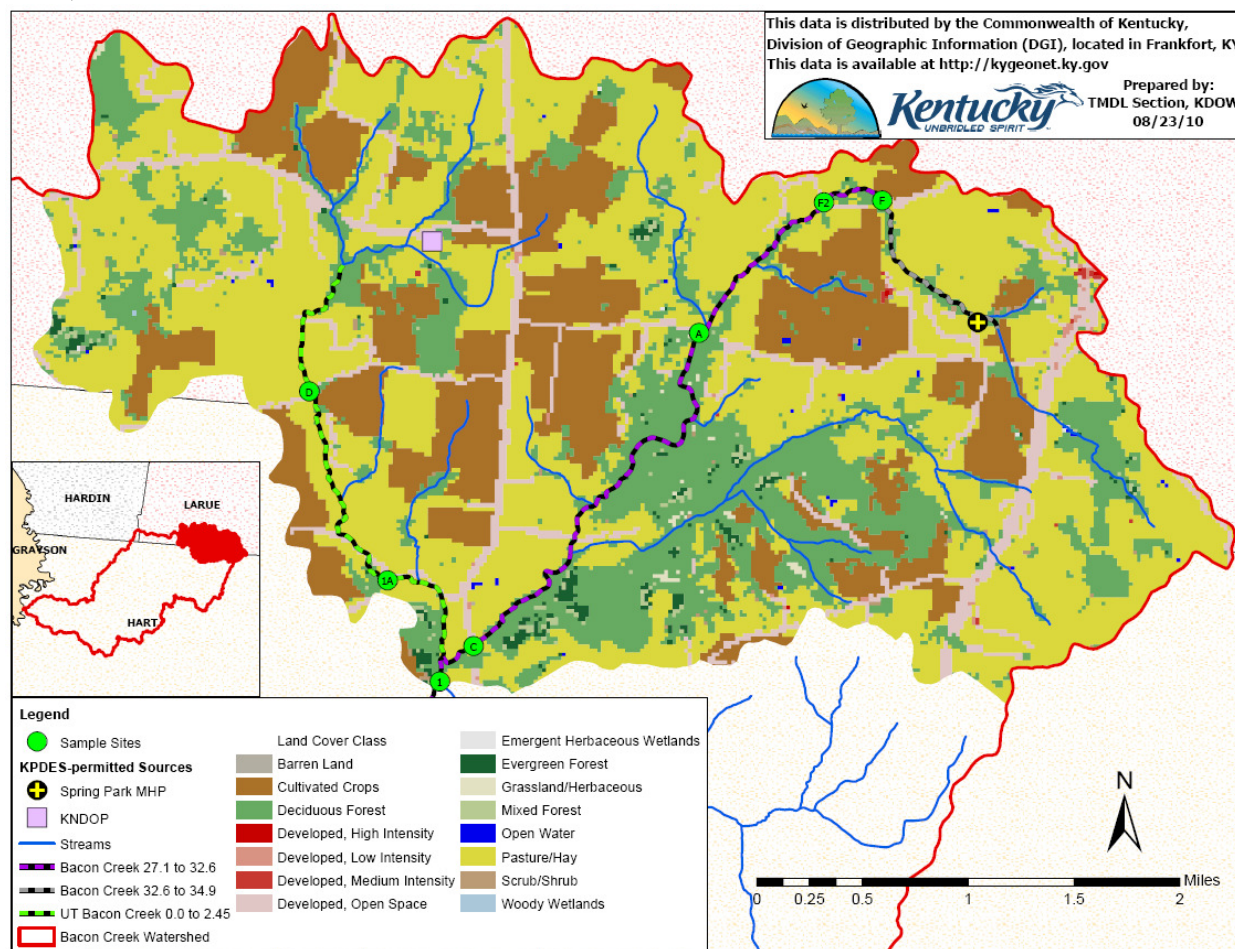 This data is distributed by the Commonwealth of Kentucky,
Division of Geographic Information (DGI), located in Frankfort, KY
This data is available at http://kygeonet.ky.gov
Kentucky
UNBRIDLED SPIRIT
Prepared by:
TMDL Section, KDOW
08/23/10
F2
F
A
D
1A
C
1
HARDIN
LARUE
GRAYSON
HART
Legend
Sample Sites
KPDES-permitted Sources
Spring Park MHP
KNDOP
Streams
Bacon Creek 27.1 to 32.6
Bacon Creek 32.6 to 34.9
UT Bacon Creek 0.0 to 2.45
Bacon Creek Watershed
Land Cover Class
Barren Land
Cultivated Crops
Deciduous Forest
Developed, High Intensity
Developed, Low Intensity
Developed, Medium Intensity
Developed, Open Space
Emergent Herbaceous Wetlands
Evergreen Forest
Grassland/Herbaceous
Mixed Forest
Open Water
Pasture/Hay
Scrub/Shrub
Woody Wetlands
N
Miles
0 0.25 0.5 1 1.5 2